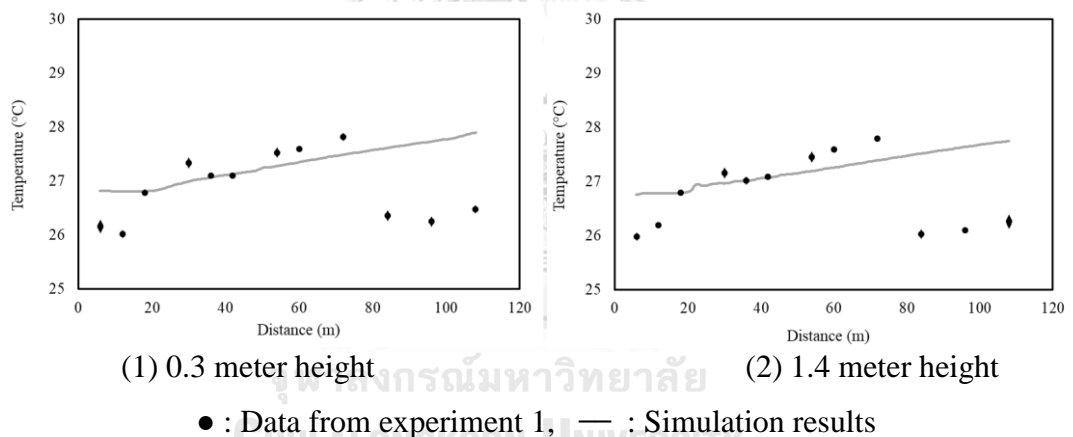 30
29
28
27
26
25
0 20 40 60 80 100 120
Temperature (°C)
Distance (m)
(1) 0.3 meter height
30
29
28
27
26
25
0 20 40 60 80 100 120
Temperature (°C)
Distance (m)
(2) 1.4 meter height
จุฬาลงกรณ์มหาวิทยาลัย
● : Data from experiment 1, — : Simulation results